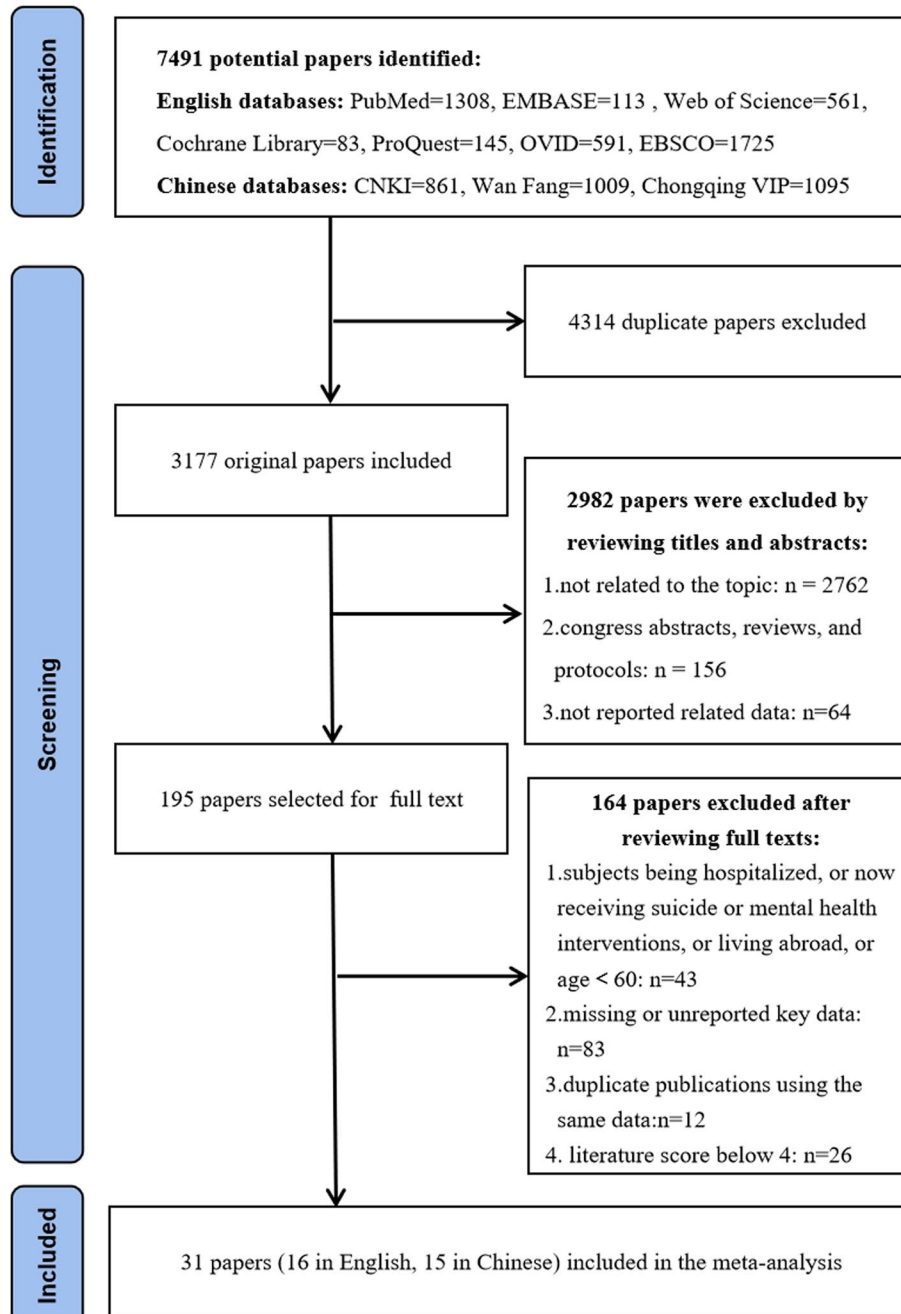 Identification
7491 potential papers identified:
English databases: PubMed=1308, EMBASE=113 , Web of Science=561,
Cochrane Library=83, ProQuest=145, OVID=591, EBSCO=1725
Chinese databases: CNKI=861, Wan Fang=1009, Chongqing VIP=1095
Screening
4314 duplicate papers excluded
3177 original papers included
2982 papers were excluded by
reviewing titles and abstracts:
1.not related to the topic: n = 2762
2.congress abstracts, reviews, and
protocols: n = 156
3.not reported related data: n=64
195 papers selected for full text
164 papers excluded after
reviewing full texts:
1.subjects being hospitalized, or now
receiving suicide or mental health
interventions, or living abroad, or
age < 60: n=43
2.missing or unreported key data:
n=83
3.duplicate publications using the
same data:n=12
4. literature score below 4: n=26
Included
31 papers (16 in English, 15 in Chinese) included in the meta-analysis